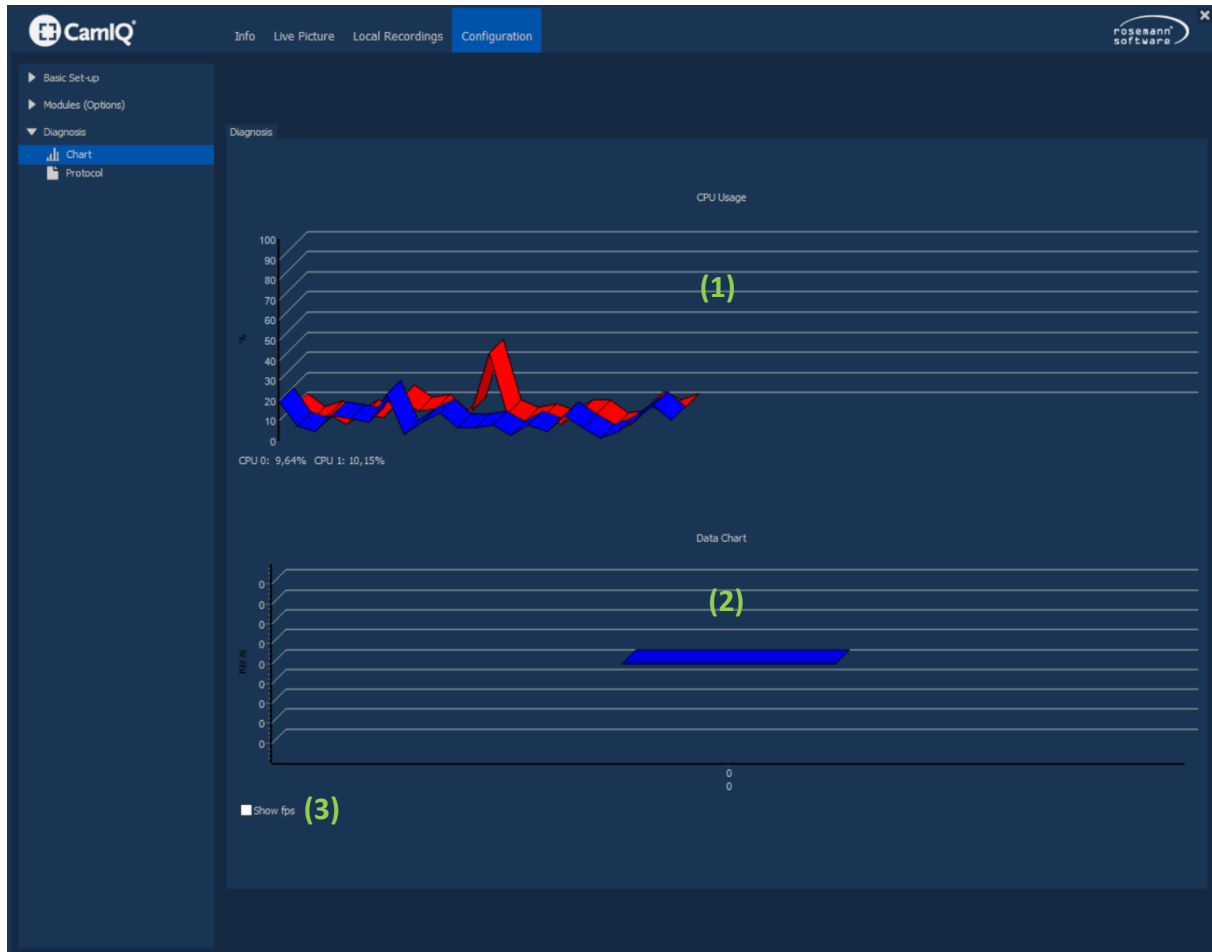 CamIQ®
Info Live Picture Local Recordings Configuration
rosemann®
software
Basic Set-up
Modules (Options)
Diagnosis
Chart
Protocol
Diagnosis
CPU Usage
100
90
80
70
60
50
40
30
20
10
0
%
(1)
CPU 0: 9,64% CPU 1: 10,15%
Data Chart
0
0
0
0
0
0
0
0
0
(2)
0
0
Show fps (3)